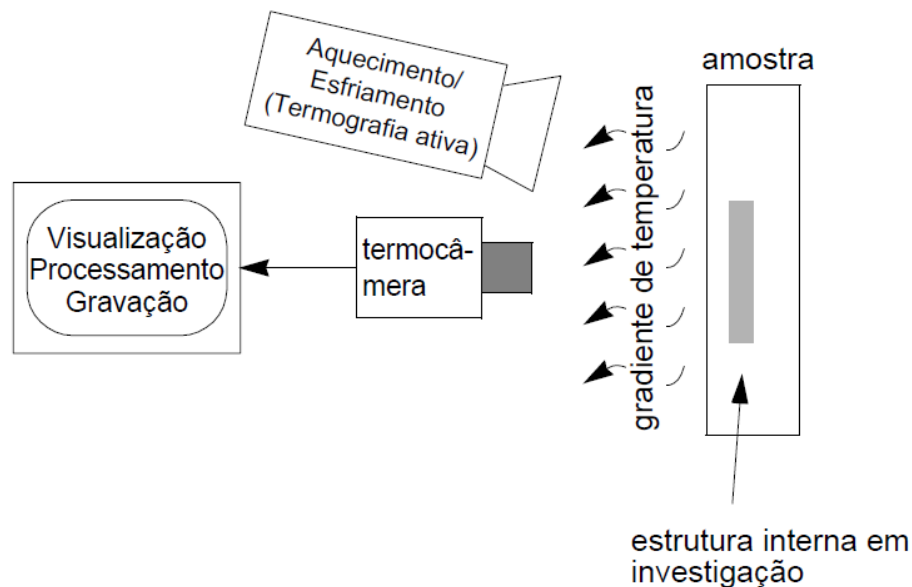 Aquecimento/
Esfriamento
(Termografia ativa)
amostra
gradiente de temperatura
Visualização
Processamento
Gravação
termocâ-
mera
estrutura interna em
investigação